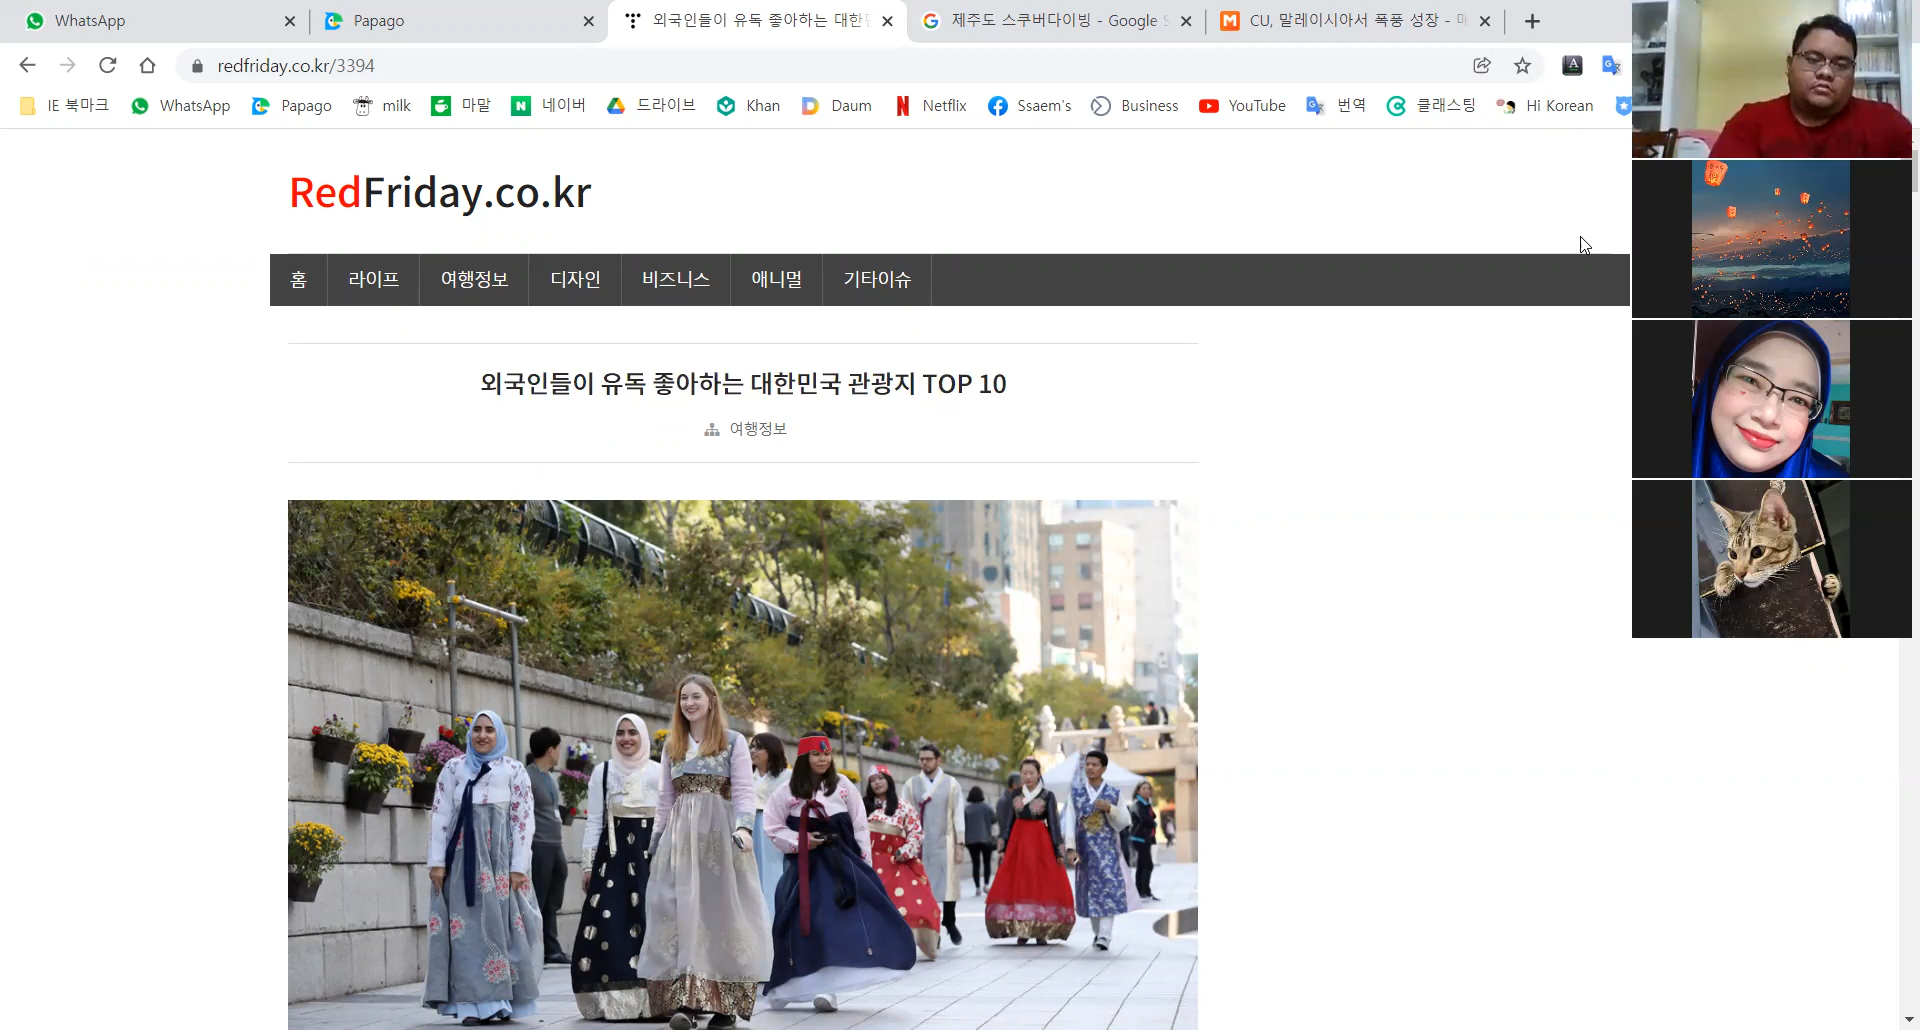 WhatsApp
Papago
외국인들이 유독 좋아하는 대한민
제주도 스쿠버다이빙 - Google S
CU, 말레이시아서 폭풍 성장 - 매
redfriday.co.kr/3394
IE 북마크 WhatsApp Papago milk 마말 네이버 드라이브 Khan Daum Netflix Ssaem's Business YouTube 번역 클래스팅 Hi Korean
RedFriday.co.kr
홈 라이프 여행정보 디자인 비즈니스 애니멀 기타이슈
외국인들이 유독 좋아하는 대한민국 관광지 TOP 10
여행정보